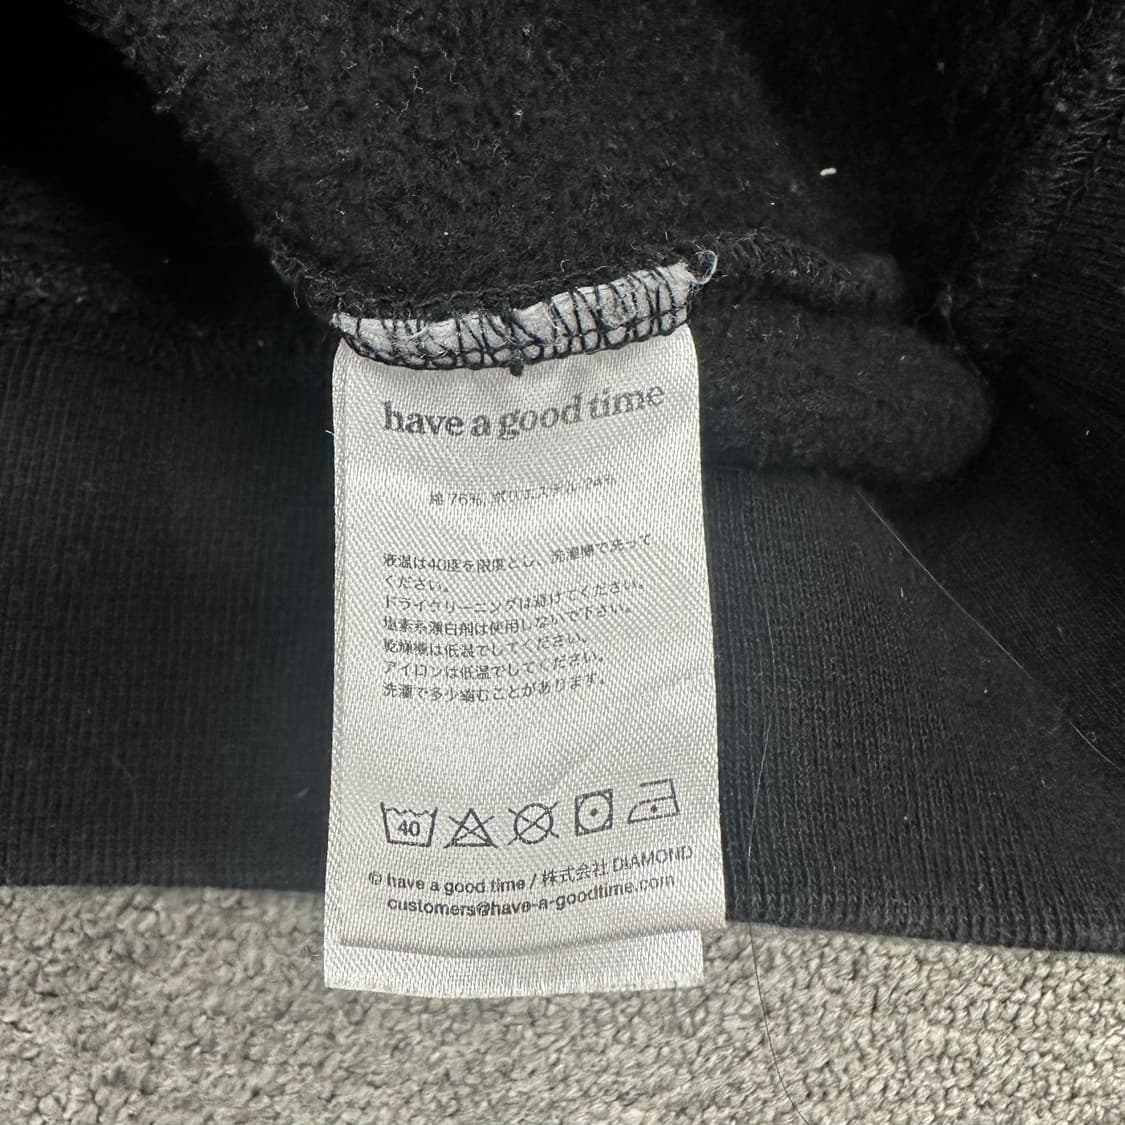 have a good time
綿 76%, ポリエステル 24%
液温は40度を限度とし、洗濯機で洗って
ください。
ドライクリーニングは避けてください。
塩素系漂白剤は使用しないで下さい。
乾燥機は低温でしてください。
アイロンは低温でしてください。
洗濯で多少縮むことがあります。
40
© have a good time / 株式会社 DIAMOND
customers@have-a-goodtime.com